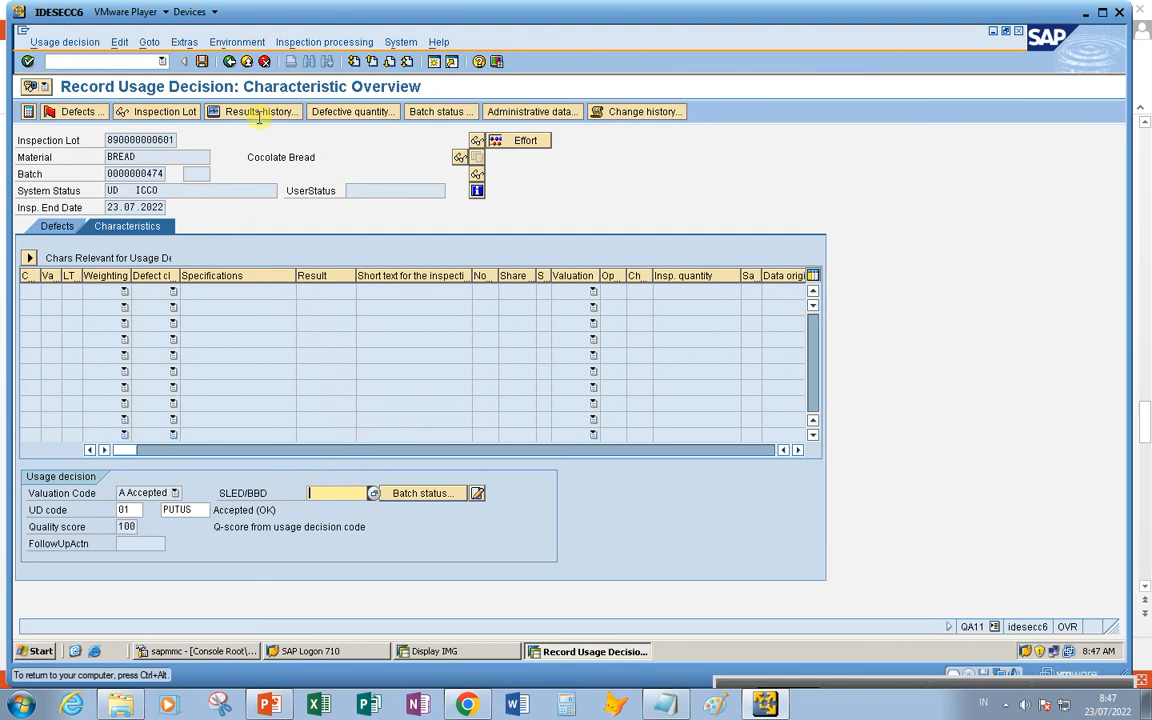 IDESECC6 VMware Player Devices
Usage decision Edit Goto Extras Environment Inspection processing System Help
SAP
Record Usage Decision: Characteristic Overview
Defects ... Inspection Lot Results history... Defective quantity... Batch status ... Administrative data... Change history...
Inspection Lot 890000000601 Effort
Material BREAD Cocolate Bread
Batch 0000000474
System Status UD ICCO UserStatus
Insp. End Date 23.07.2022
Defects Characteristics
Chars Relevant for Usage De
C... Va LT Weighting Defect cl Specifications Result Short text for the inspecti No Share S Valuation Op Ch Insp. quantity Sa Data origi
Usage decision
Valuation Code A Accepted SLED/BBD Batch status...
UD code 01 PUTUS Accepted (OK)
Quality score 100 Q-score from usage decision code
FollowUpActn
QA11 idesecc6 OVR
Start sapmmc - [Console Root\... SAP Logon 710 Display IMG Record Usage Decisio... 8:47 AM
To return to your computer, press Ctrl+Alt. vmware
IN 8:47
23/07/2022